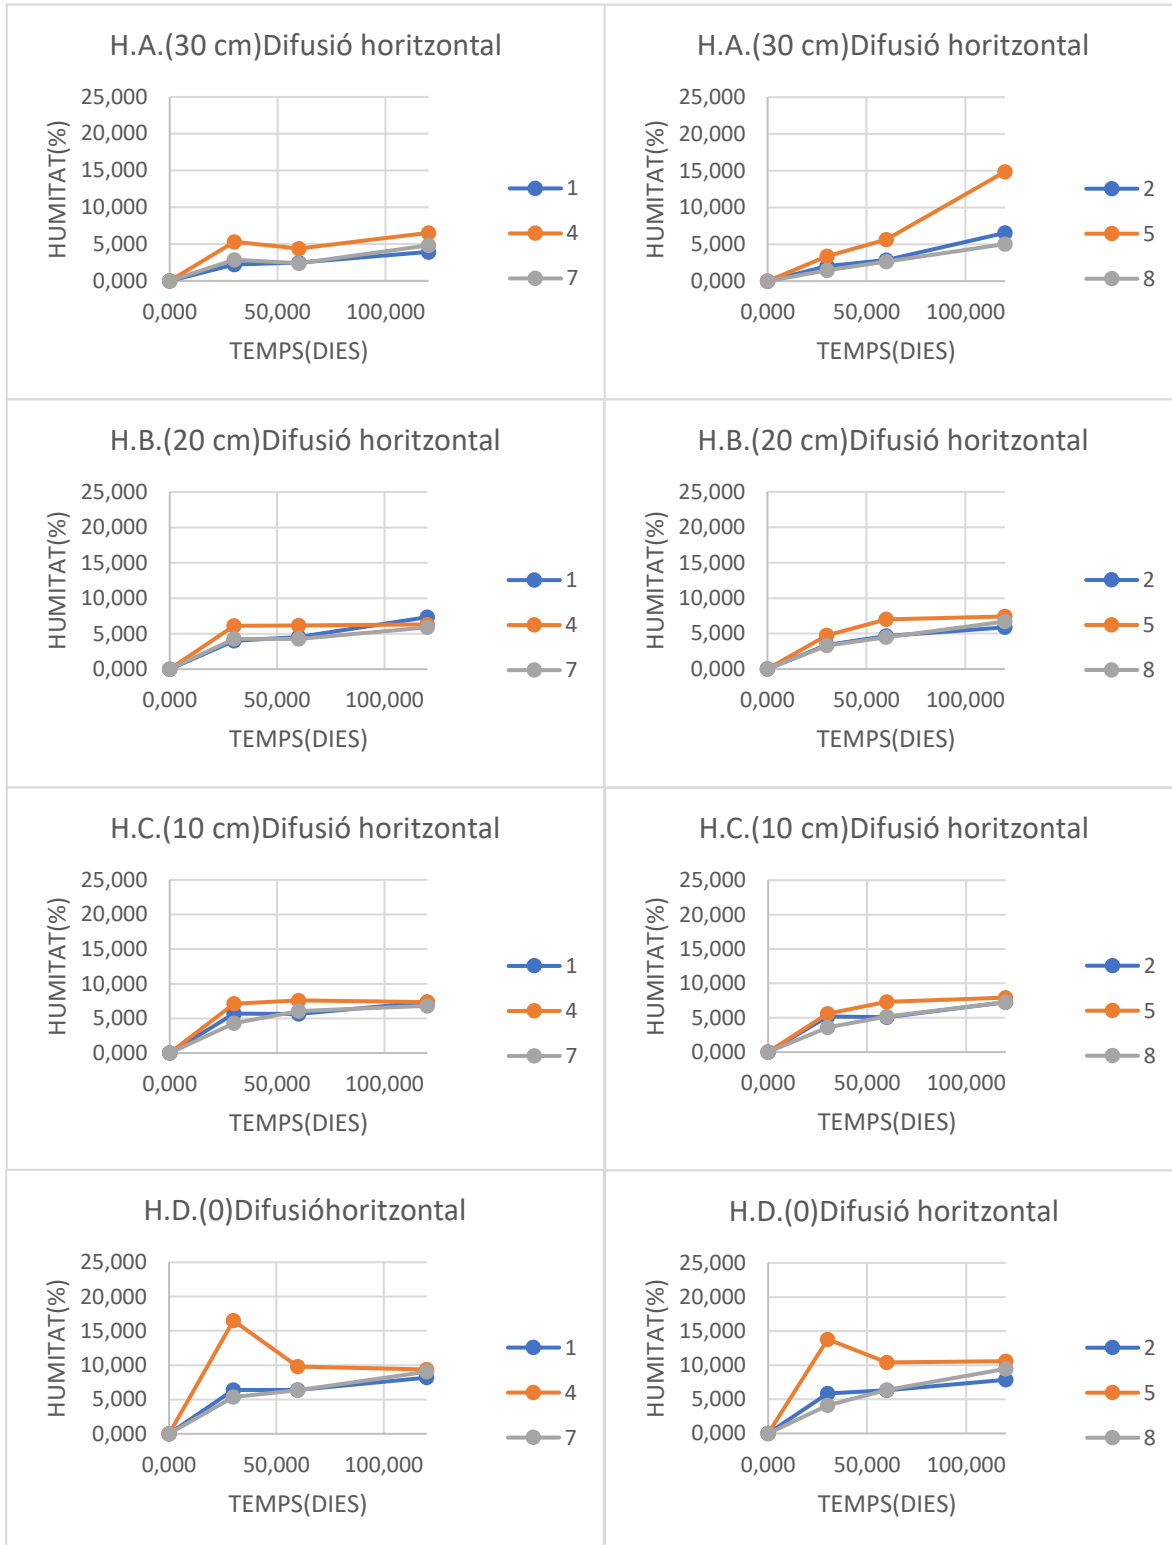 H.A.(30 cm)Difusió horitzontal
25,000
20,000
15,000
10,000
5,000
0,000
0,000 50,000 100,000
HUMITAT(%)
TEMPS(DIES)
1
4
7
H.A.(30 cm)Difusió horitzontal
25,000
20,000
15,000
10,000
5,000
0,000
0,000 50,000 100,000
HUMITAT(%)
TEMPS(DIES)
2
5
8
H.B.(20 cm)Difusió horitzontal
25,000
20,000
15,000
10,000
5,000
0,000
0,000 50,000 100,000
HUMITAT(%)
TEMPS(DIES)
1
4
7
H.B.(20 cm)Difusió horitzontal
25,000
20,000
15,000
10,000
5,000
0,000
0,000 50,000 100,000
HUMITAT(%)
TEMPS(DIES)
2
5
8
H.C.(10 cm)Difusió horitzontal
25,000
20,000
15,000
10,000
5,000
0,000
0,000 50,000 100,000
HUMITAT(%)
TEMPS(DIES)
1
4
7
H.C.(10 cm)Difusió horitzontal
25,000
20,000
15,000
10,000
5,000
0,000
0,000 50,000 100,000
HUMITAT(%)
TEMPS(DIES)
2
5
8
H.D.(0)Difusióhoritzontal
25,000
20,000
15,000
10,000
5,000
0,000
0,000 50,000 100,000
HUMITAT(%)
TEMPS(DIES)
1
4
7
H.D.(0)Difusió horitzontal
25,000
20,000
15,000
10,000
5,000
0,000
0,000 50,000 100,000
HUMITAT(%)
TEMPS(DIES)
2
5
8